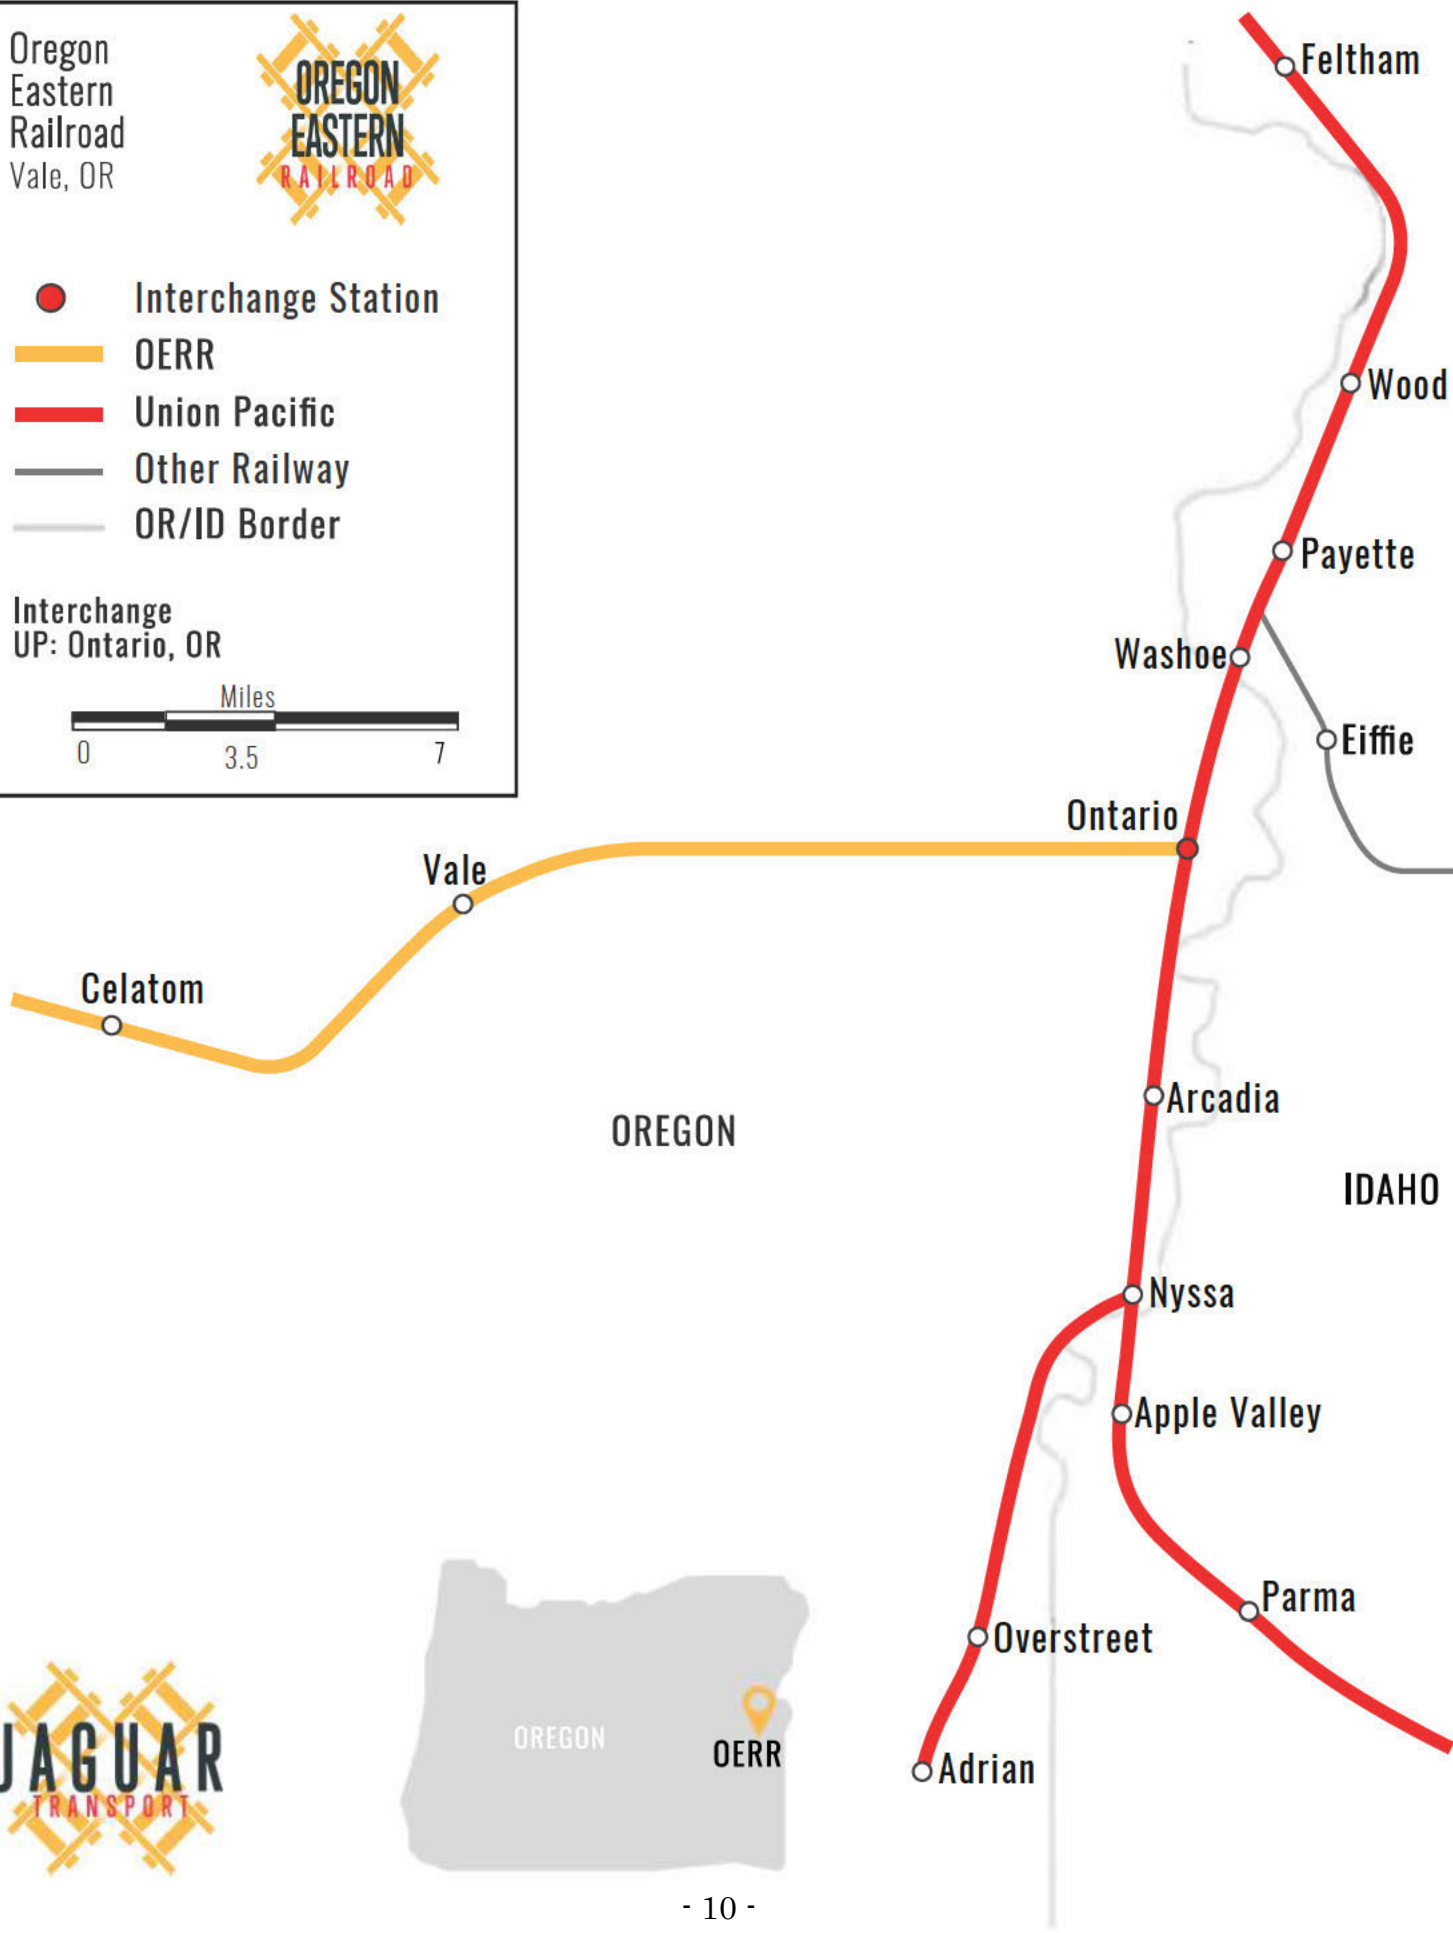 Oregon
Eastern
Railroad
Vale, OR
OREGON
EASTERN
RAILROAD
Interchange Station
OERR
Union Pacific
Other Railway
OR/ID Border
Interchange
UP: Ontario, OR
Miles
0 3.5 7
Feltham
Wood
Payette
Washoe
Eiffie
Ontario
Vale
Celatom
OREGON
Arcadia
IDAHO
Nyssa
Apple Valley
Parma
Overstreet
Adrian
OREGON
OERR
JAGUAR
TRANSPORT
- 10 -